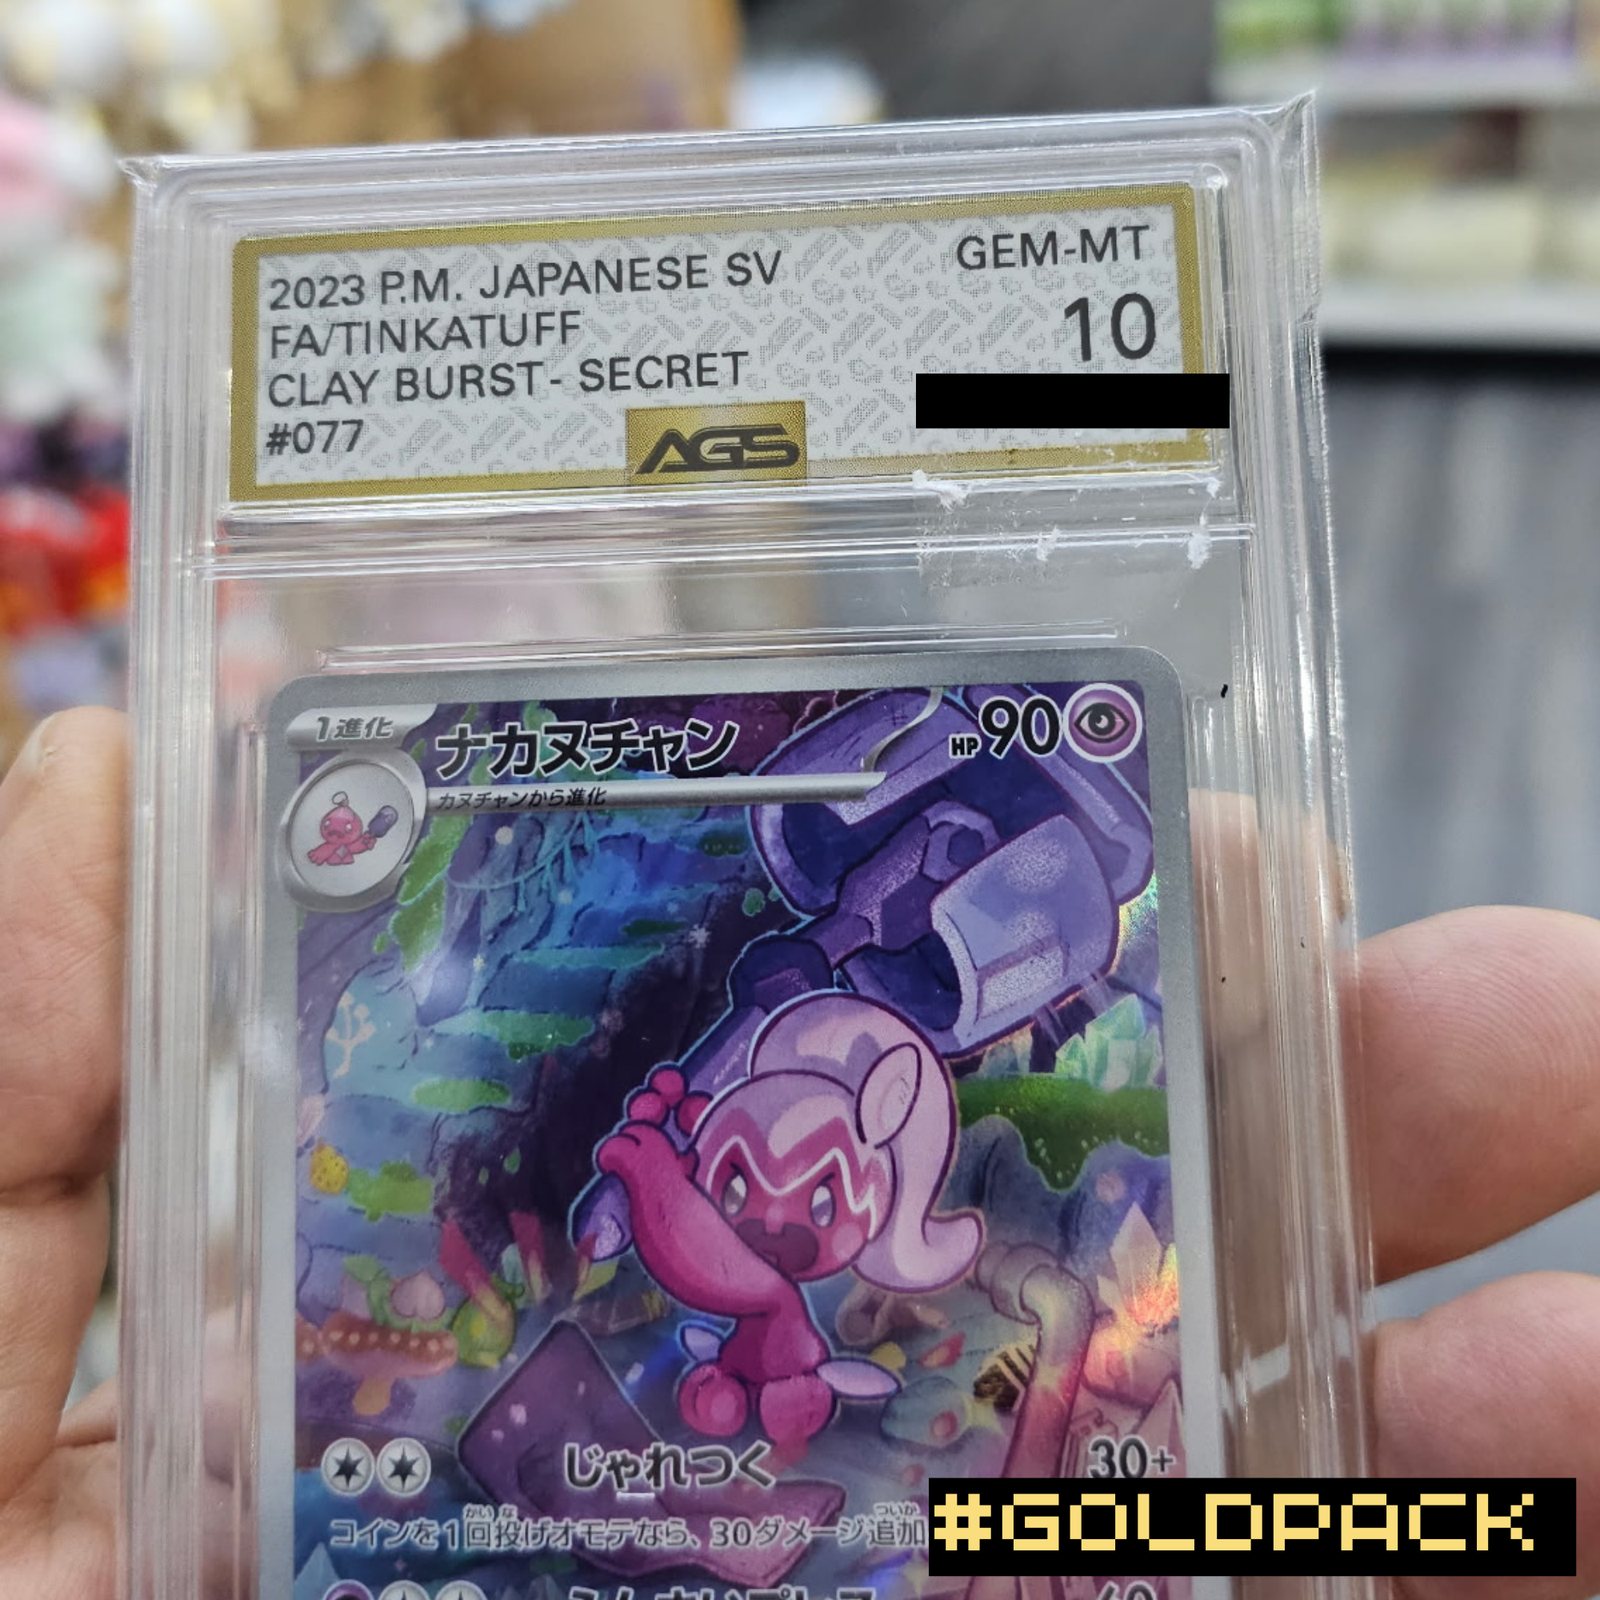 2023 P.M. JAPANESE SV
GEM-MT
FA/TINKATUFF
10
CLAY BURST- SECRET
#077
AGS
1進化
ナカヌチャン
HP 90
カヌチャンから進化
じゃれつく
30+
コインを1回投げオモテなら、30ダメージ追加
#GOLDPACK